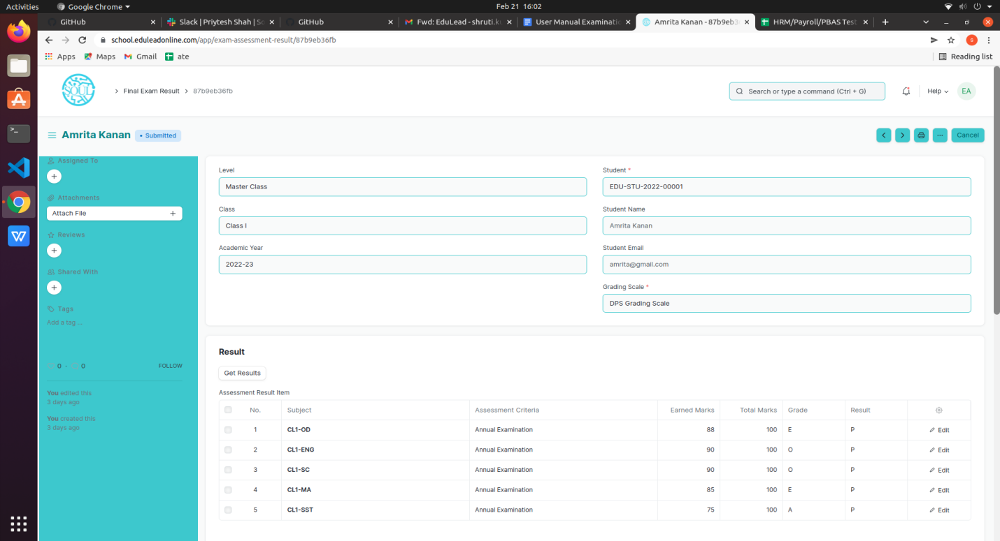 Activities Google Chrome Feb 21 16:02
GitHub Slack | Priytesh Shah | Sc GitHub Fwd: EduLead - shruti.ku User Manual Examinatio Amrita Kanan - 87b9eb3 HRM/Payroll/PBAS Test
school.eduleadonline.com/app/exam-assessment-result/87b9eb36fb S
Apps Maps Gmail ate Reading list
SOUL Final Exam Result 87b9eb36fb Search or type a command (Ctrl + G) Help EA
Amrita Kanan • Submitted Cancel
Assigned To
Attachments
Attach File
Reviews
Shared With
Tags
Add a tag ...
0 - 0 FOLLOW
You edited this
3 days ago
You created this
3 days ago
Level
Master Class
Class
Class I
Academic Year
2022-23
Student *
EDU-STU-2022-00001
Student Name
Amrita Kanan
Student Email
amrita@gmail.com
Grading Scale *
DPS Grading Scale
Result
Get Results
Assessment Result Item
No. Subject Assessment Criteria Earned Marks Total Marks Grade Result
1 CL1-OD Annual Examination 88 100 E P Edit
2 CL1-ENG Annual Examination 90 100 O P Edit
3 CL1-SC Annual Examination 90 100 O P Edit
4 CL1-MA Annual Examination 85 100 E P Edit
5 CL1-SST Annual Examination 75 100 A P Edit